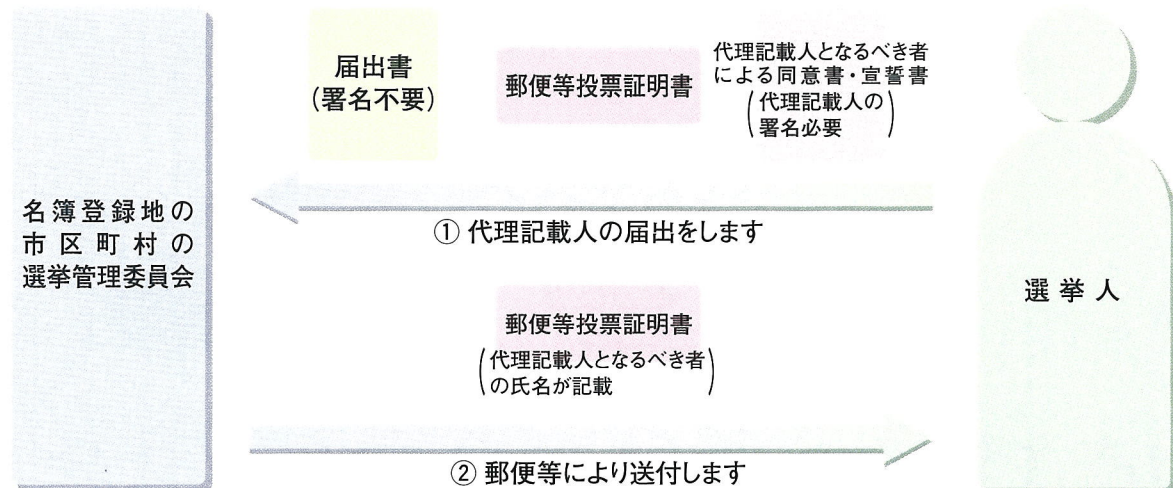 届出書
(署名不要)
郵便等投票証明書
代理記載人となるべき者
による同意書・宣誓書
(代理記載人の
署名必要)
名簿登録地の
市区町村の
選挙管理委員会
① 代理記載人の届出をします
選挙人
郵便等投票証明書
(代理記載人となるべき者
の氏名が記載)
② 郵便等により送付します